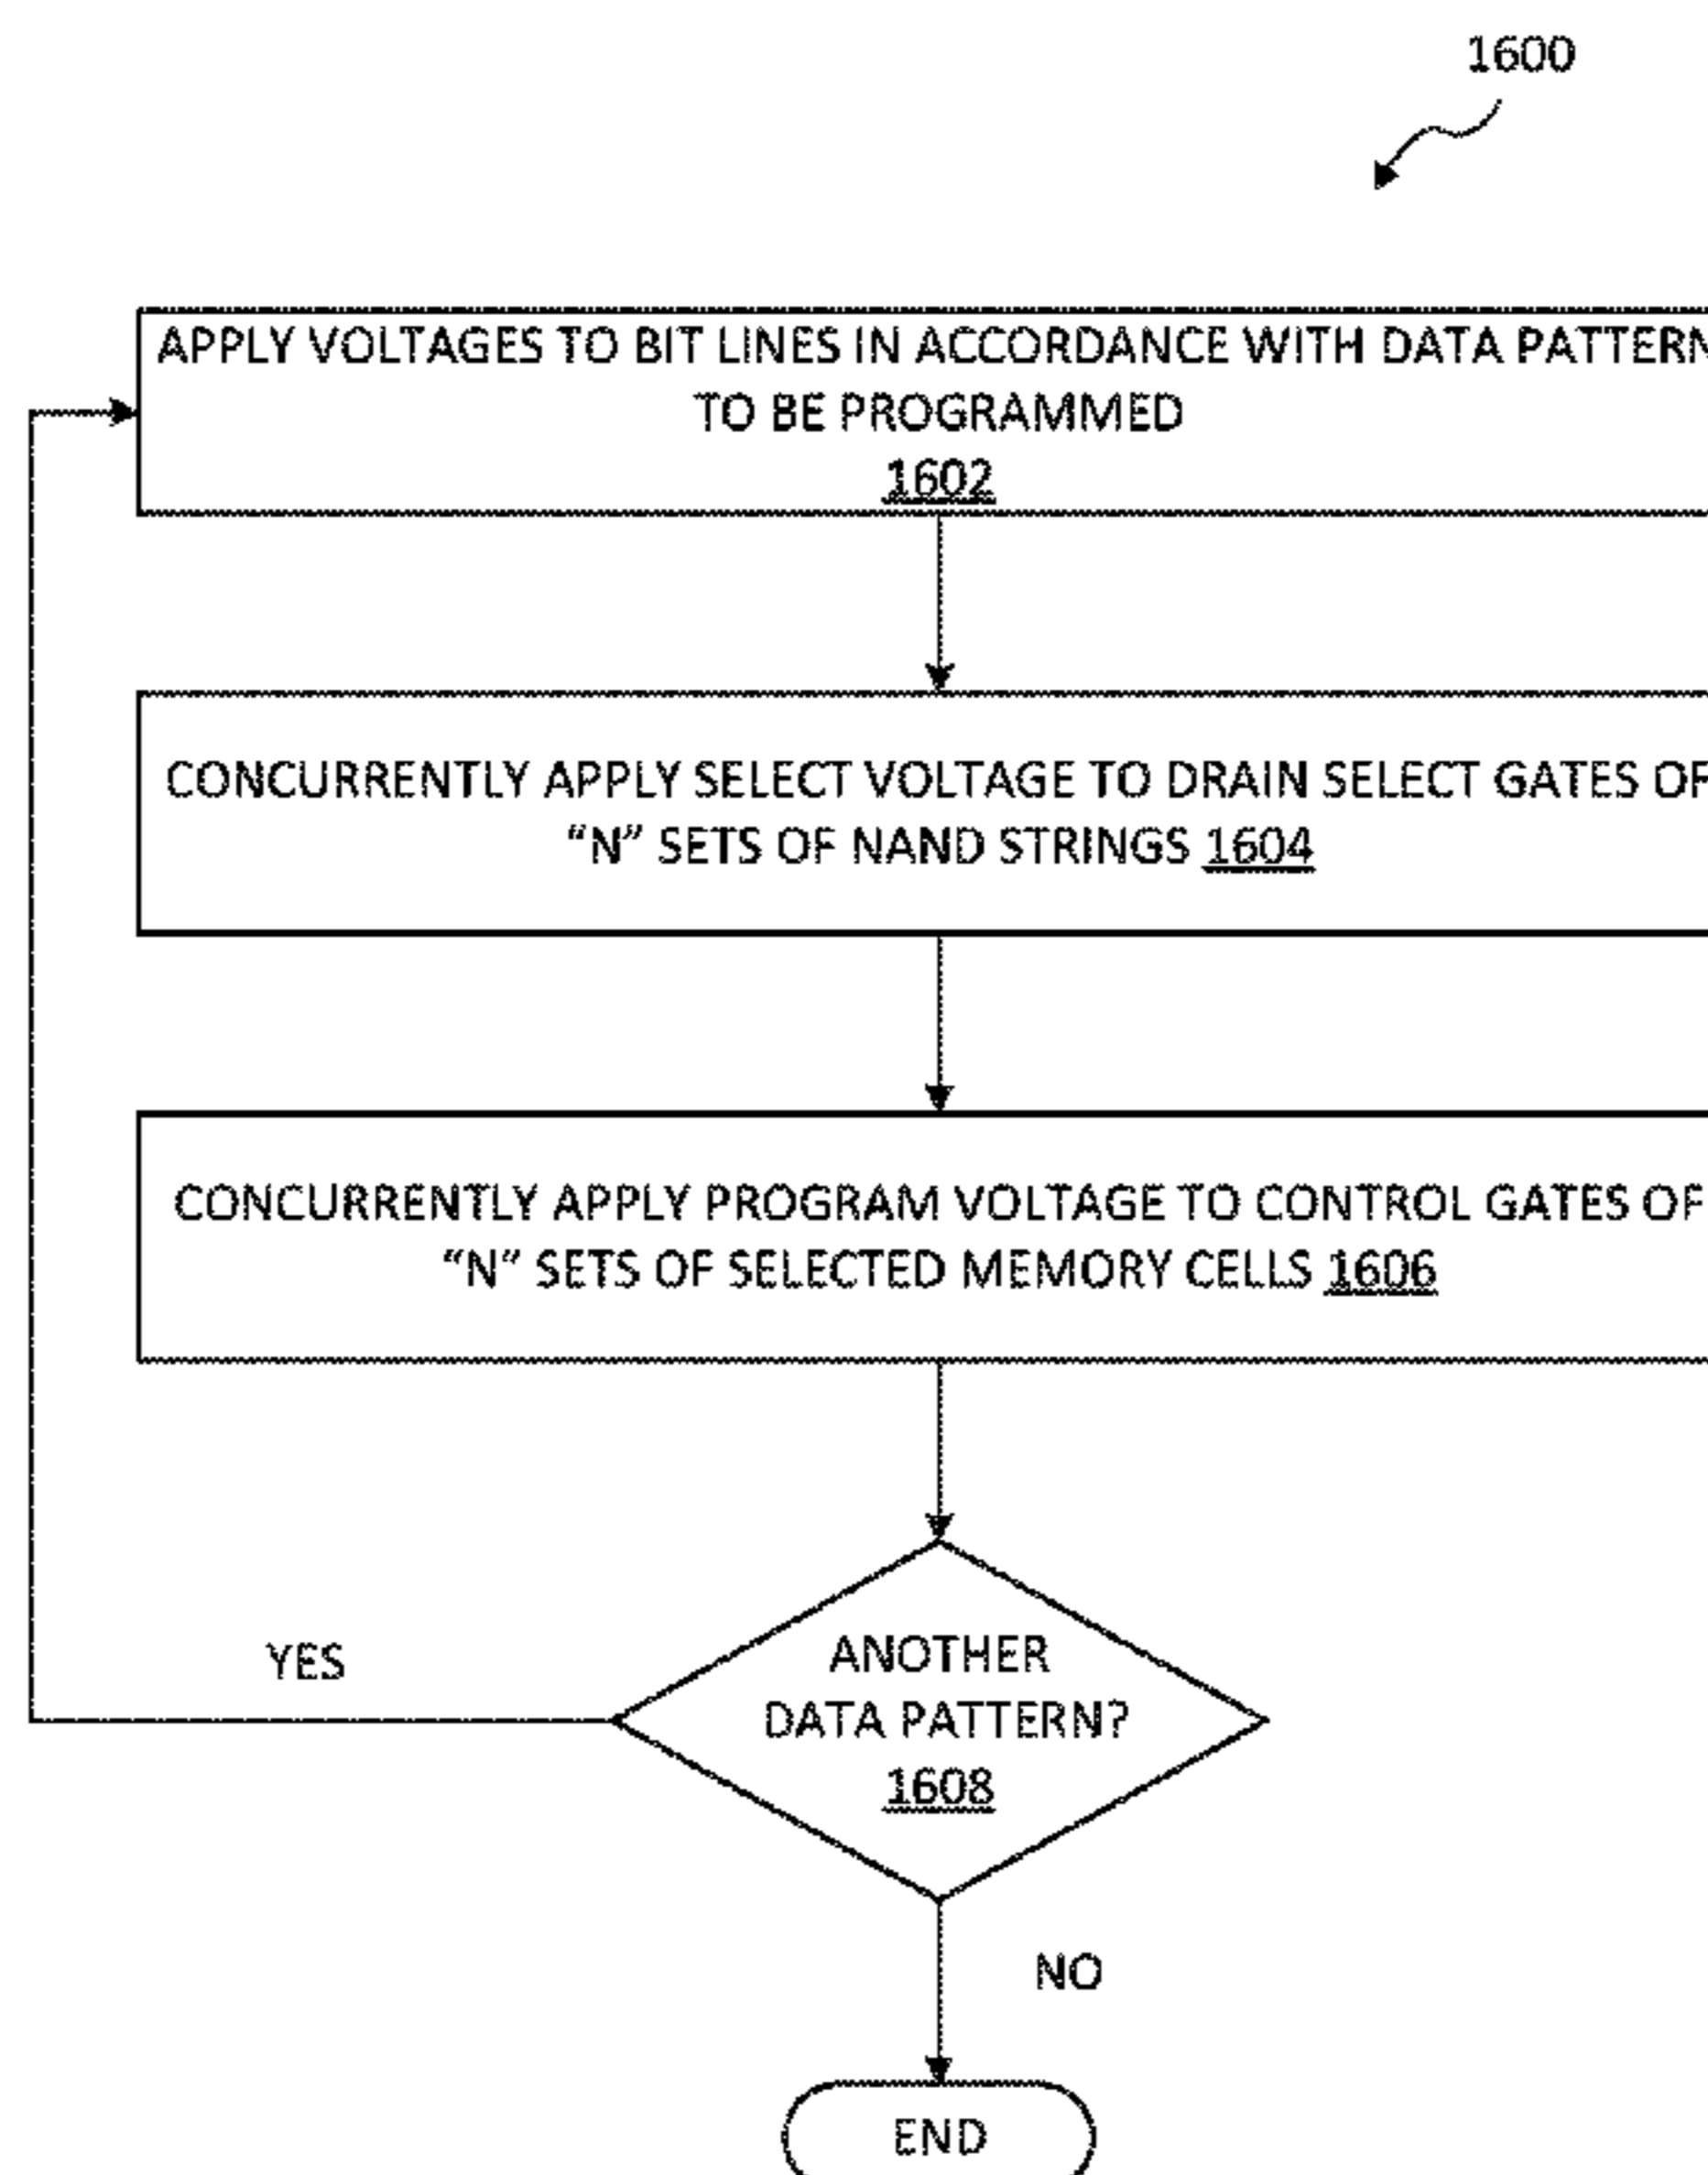 1600
APPLY VOLTAGES TO BIT LINES IN ACCORDANCE WITH DATA PATTERN
TO BE PROGRAMMED
1602
CONCURRENTLY APPLY SELECT VOLTAGE TO DRAIN SELECT GATES OF
“N” SETS OF NAND STRINGS 1604
CONCURRENTLY APPLY PROGRAM VOLTAGE TO CONTROL GATES OF
“N” SETS OF SELECTED MEMORY CELLS 1606
YES
ANOTHER
DATA PATTERN?
1608
NO
END